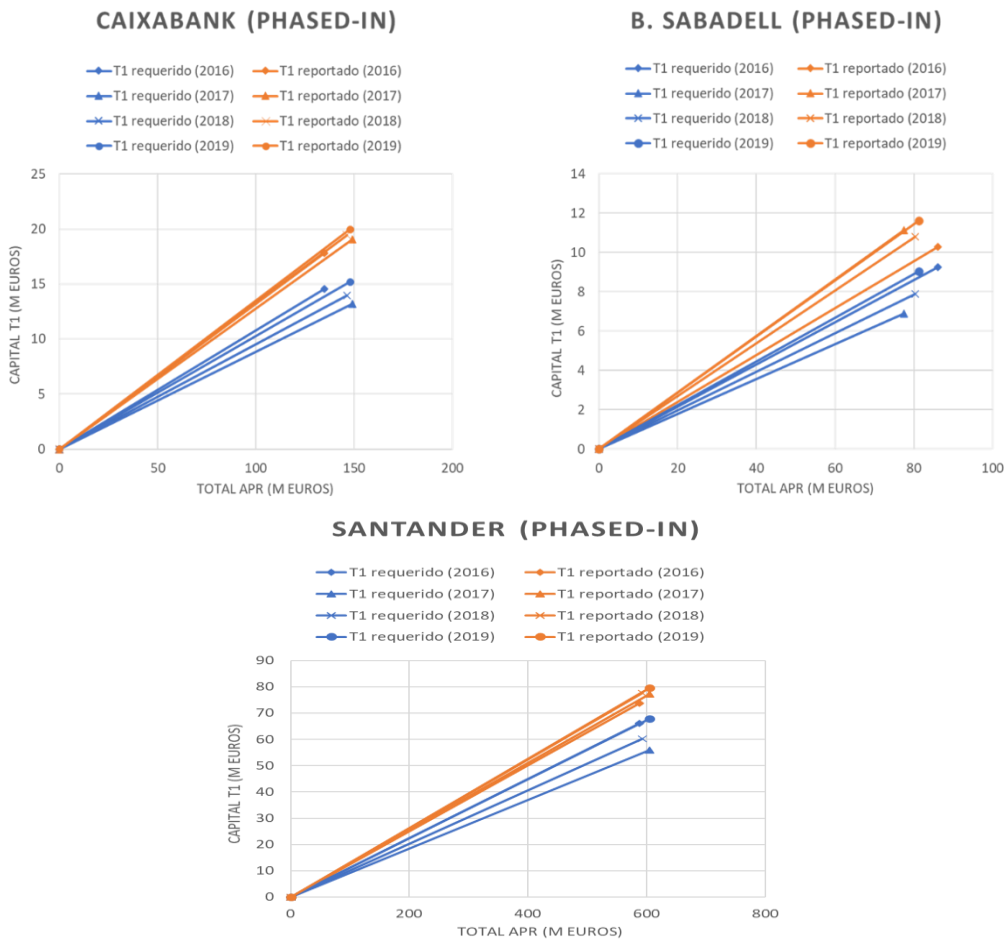 CAIXABANK (PHASED-IN)
T1 requerido (2016) T1 reportado (2016)
T1 requerido (2017) T1 reportado (2017)
T1 requerido (2018) T1 reportado (2018)
T1 requerido (2019) T1 reportado (2019)
CAPITAL T1 (M EUROS)
25
20
15
10
5
0
0 50 100 150 200
TOTAL APR (M EUROS)
B. SABADELL (PHASED-IN)
T1 requerido (2016) T1 reportado (2016)
T1 requerido (2017) T1 reportado (2017)
T1 requerido (2018) T1 reportado (2018)
T1 requerido (2019) T1 reportado (2019)
CAPITAL T1 (M EUROS)
14
12
10
8
6
4
2
0
0 20 40 60 80 100
TOTAL APR (M EUROS)
SANTANDER (PHASED-IN)
T1 requerido (2016) T1 reportado (2016)
T1 requerido (2017) T1 reportado (2017)
T1 requerido (2018) T1 reportado (2018)
T1 requerido (2019) T1 reportado (2019)
CAPITAL T1 (M EUROS)
90
80
70
60
50
40
30
20
10
0
0 200 400 600 800
TOTAL APR (M EUROS)